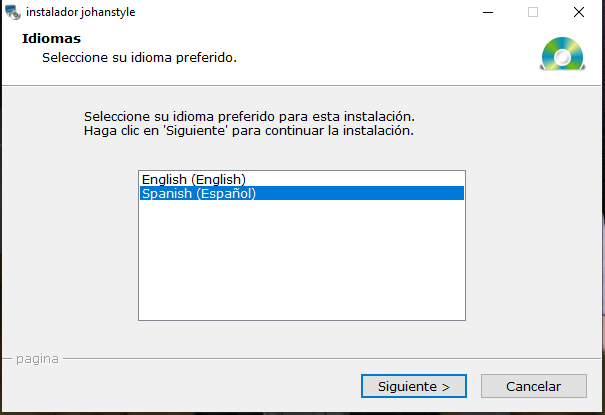 instalador johanstyle
Idiomas
Seleccione su idioma preferido.
Seleccione su idioma preferido para esta instalación.
Haga clic en 'Siguiente' para continuar la instalación.
English (English)
Spanish (Español)
pagina
Siguiente >
Cancelar